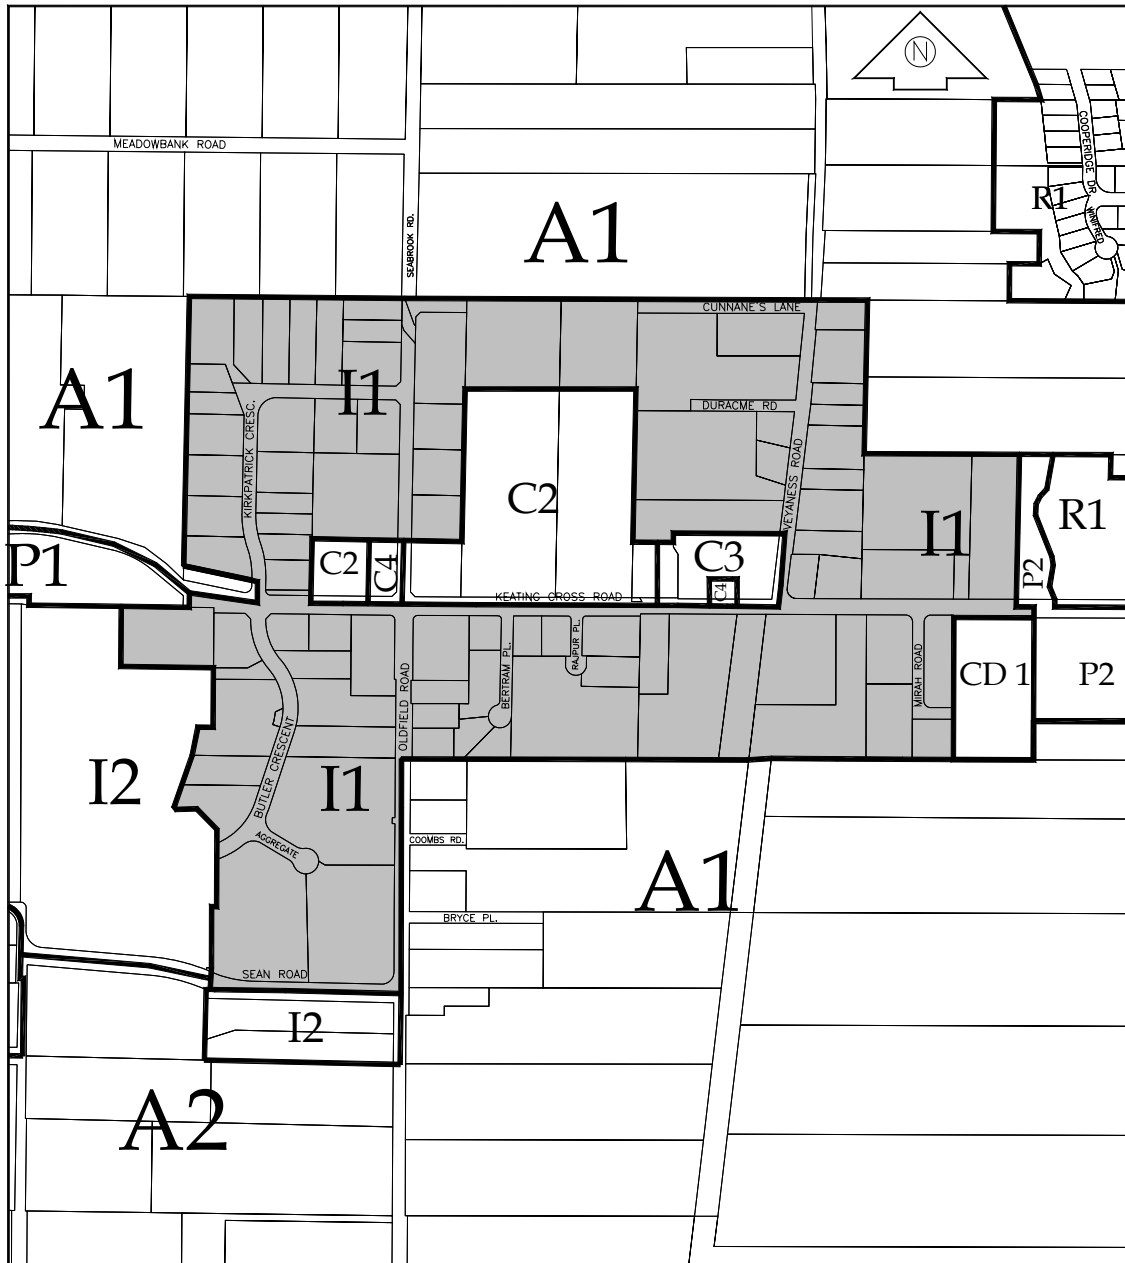 N
COOPERIDGE DR
MEADOWBANK ROAD
R1
WINIFRED
A1
SEABROOK RD.
CUNNANE'S LANE
A1
I1
DURACME RD
KIRKPATRICK CRESC.
VEYANESS ROAD
C2
R1
I1
P1
C2
C4
C3
P2
C4
KEATING CROSS ROAD
RAJPUR PL.
BERTRAM PL.
MIRAH ROAD
CD 1
P2
OLDFIELD ROAD
BUTLER CRESCENT
I2
I1
AGGREGATE
COOMBS RD.
A1
BRYCE PL.
SEAN ROAD
I2
A2